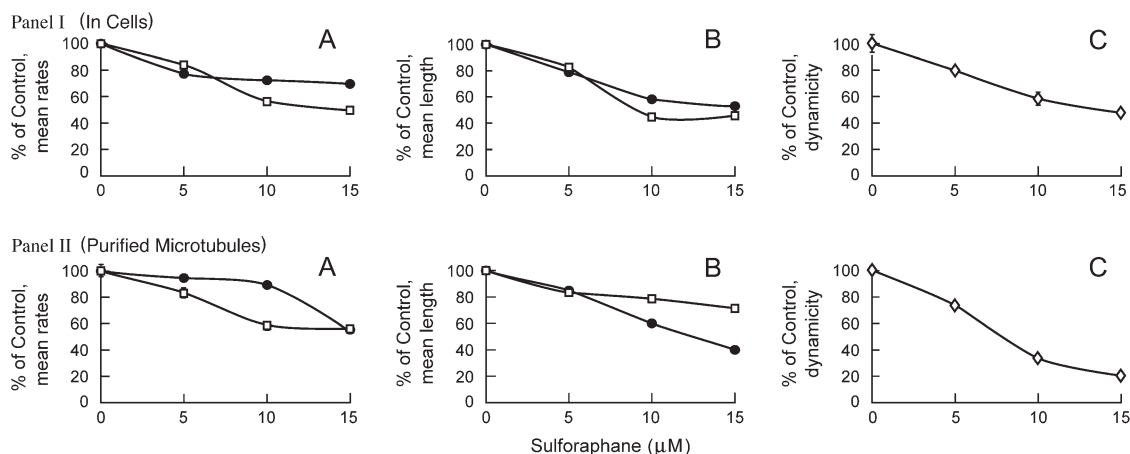 Panel I (In Cells)
A
% of Control,
mean rates
100
80
60
40
20
0
0 5 10 15
B
% of Control,
mean length
100
80
60
40
20
0
0 5 10 15
C
% of Control,
dynamicity
100
80
60
40
20
0
0 5 10 15
Panel II (Purified Microtubules)
A
% of Control,
mean rates
100
80
60
40
20
0
0 5 10 15
B
% of Control,
mean length
100
80
60
40
20
0
0 5 10 15
C
% of Control,
dynamicity
100
80
60
40
20
0
0 5 10 15
Sulforaphane (μM)